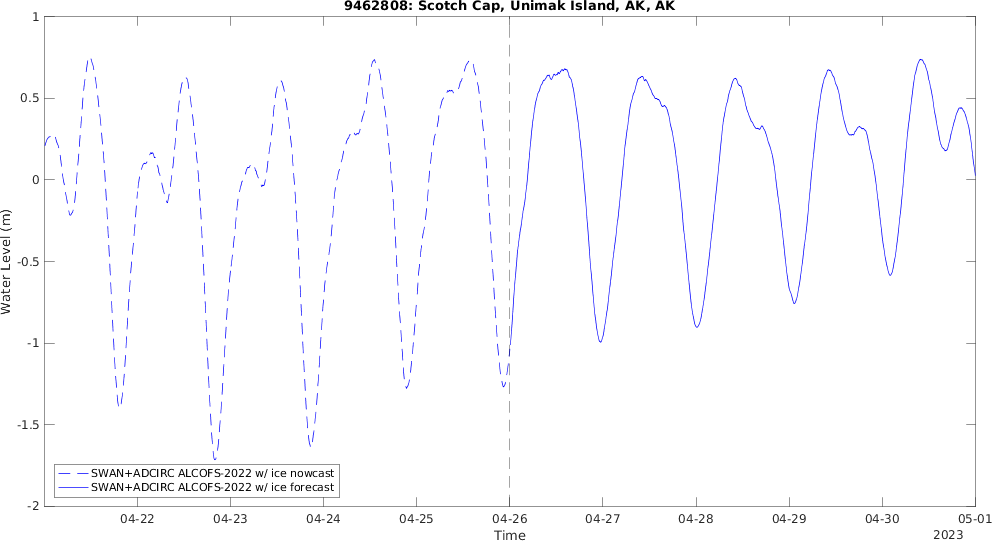 9462808: Scotch Cap, Unimak Island, AK, AK
1
0.5
0
-0.5
-1
-1.5
-2
Water Level (m)
SWAN+ADCIRC ALCOFS-2022 w/ ice nowcast
SWAN+ADCIRC ALCOFS-2022 w/ ice forecast
04-22 04-23 04-24 04-25 04-26 04-27 04-28 04-29 04-30 05-01
Time
2023